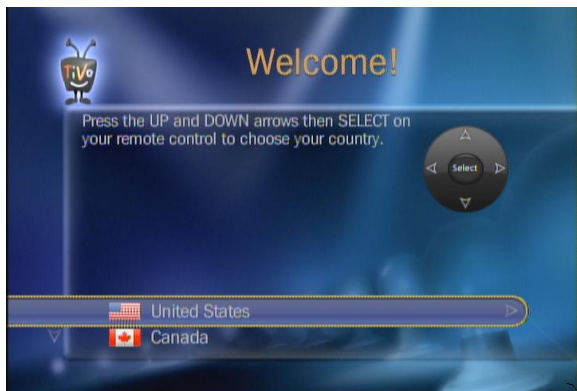 TiVo
Welcome!
Press the UP and DOWN arrows then SELECT on
your remote control to choose your country.
Select
United States
Canada